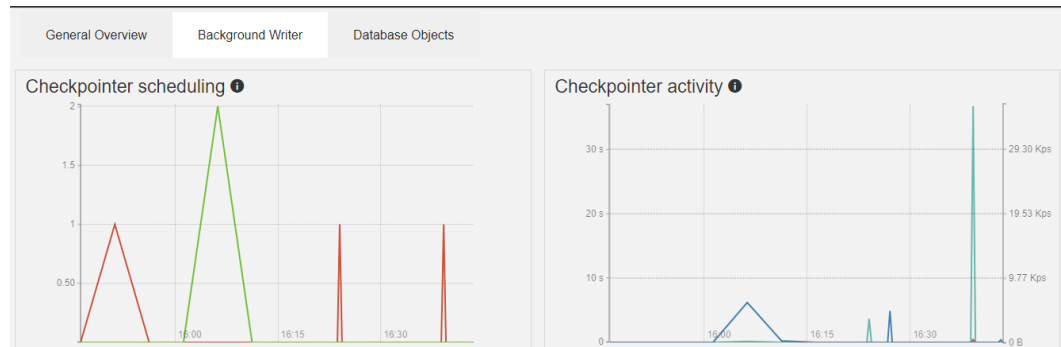 General Overview Background Writer Database Objects
Checkpointer scheduling
2
1.5
1
0.50
16:00 16:15 16:30
Checkpointer activity
30 s 29.30 Kps
20 s 19.53 Kps
10 s 9.77 Kps
0 0 B
16:00 16:15 16:30